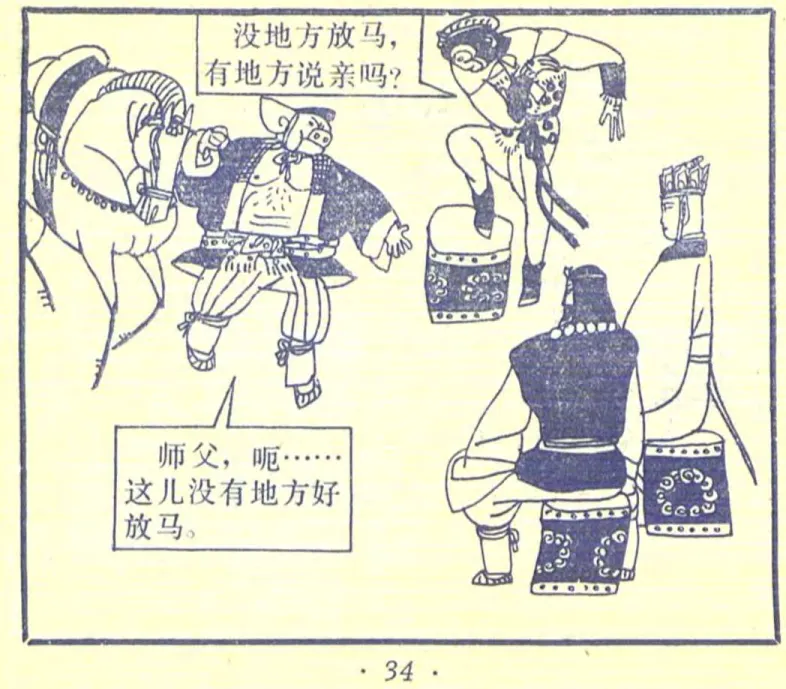 没地方放马,
有地方说亲吗?
师父,呃……
这儿没有地方好
放马。
· 34 ·